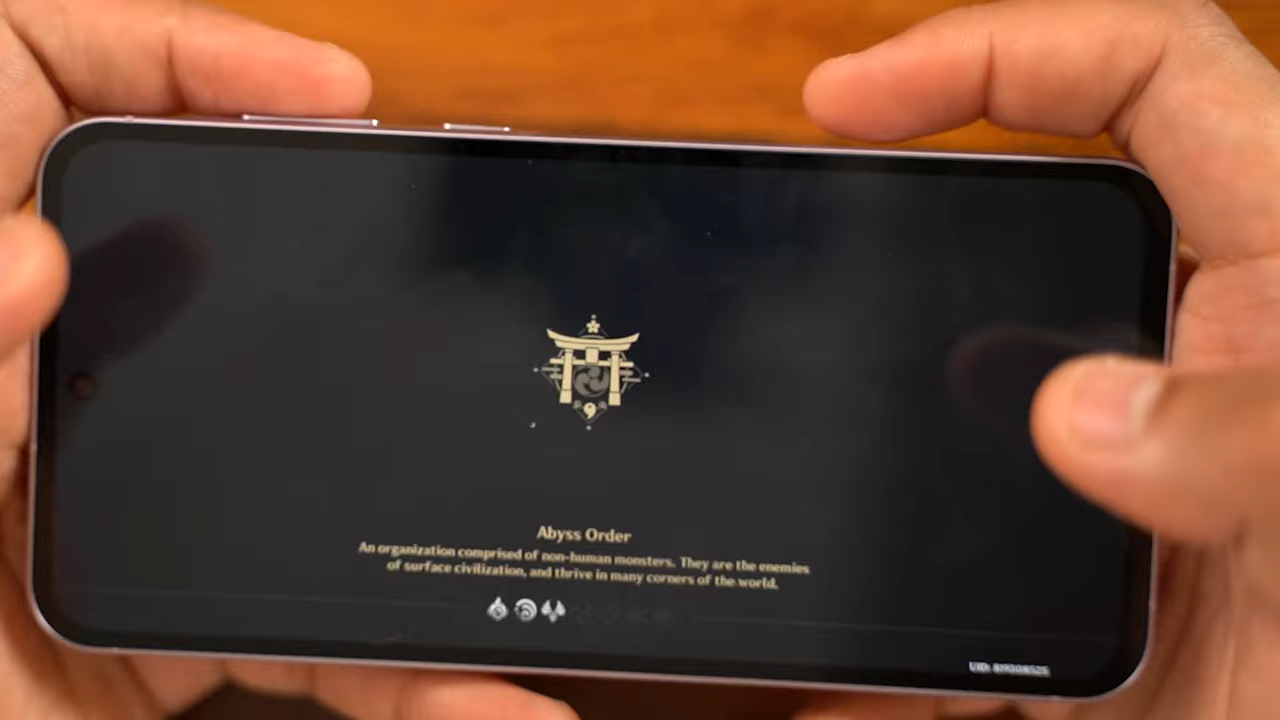 Abyss Order
An organization comprised of non-human monsters. They are the enemies
of surface civilization, and thrive in many corners of the world.
UID: